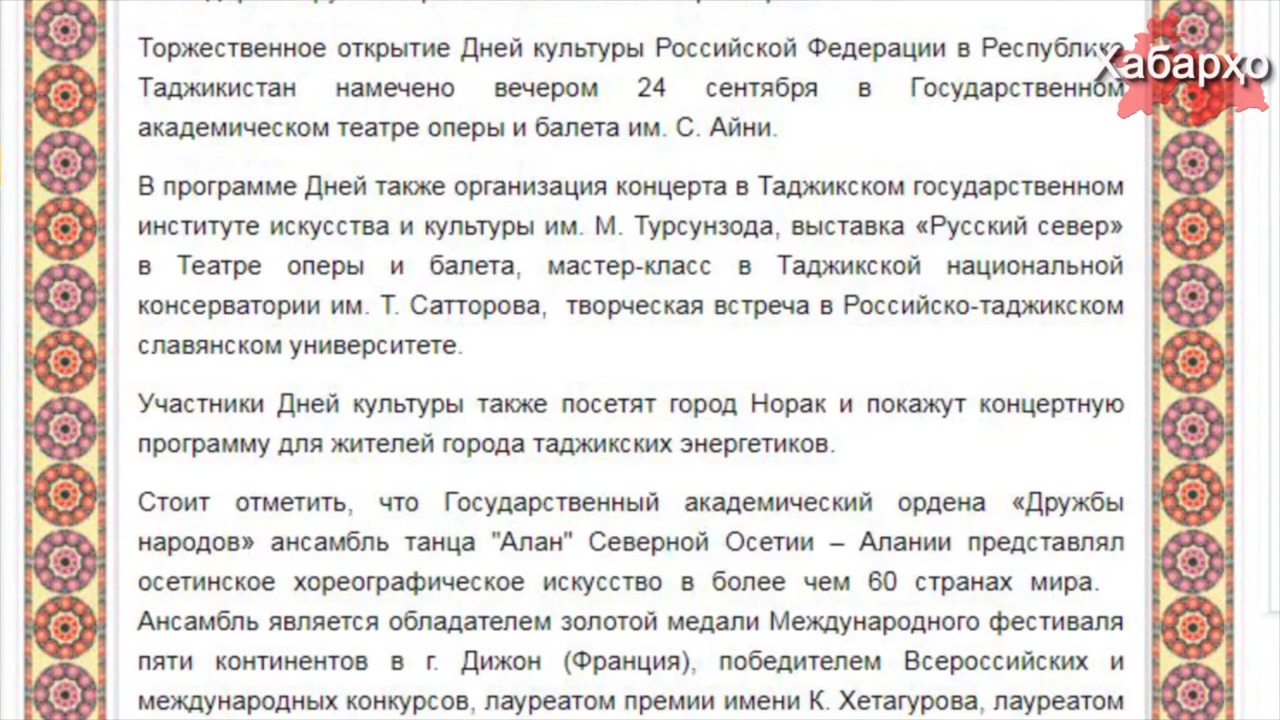 Торжественное открытие Дней культуры Российской Федерации в Республике
Хабарҳо
Таджикистан намечено вечером 24 сентября в Государственном
академическом театре оперы и балета им. С. Айни.
В программе Дней также организация концерта в Таджикском государственном
институте искусства и культуры им. М. Турсунзода, выставка «Русский север»
в Театре оперы и балета, мастер-класс в Таджикской национальной
консерватории им. Т. Сатторова, творческая встреча в Российско-таджикском
славянском университете.
Участники Дней культуры также посетят город Норак и покажут концертную
программу для жителей города таджикских энергетиков.
Стоит отметить, что Государственный академический ордена «Дружбы
народов» ансамбль танца "Алан" Северной Осетии – Алании представлял
осетинское хореографическое искусство в более чем 60 странах мира.
Ансамбль является обладателем золотой медали Международного фестиваля
пяти континентов в г. Дижон (Франция), победителем Всероссийских и
международных конкурсов, лауреатом премии имени К. Хетагурова, лауреатом